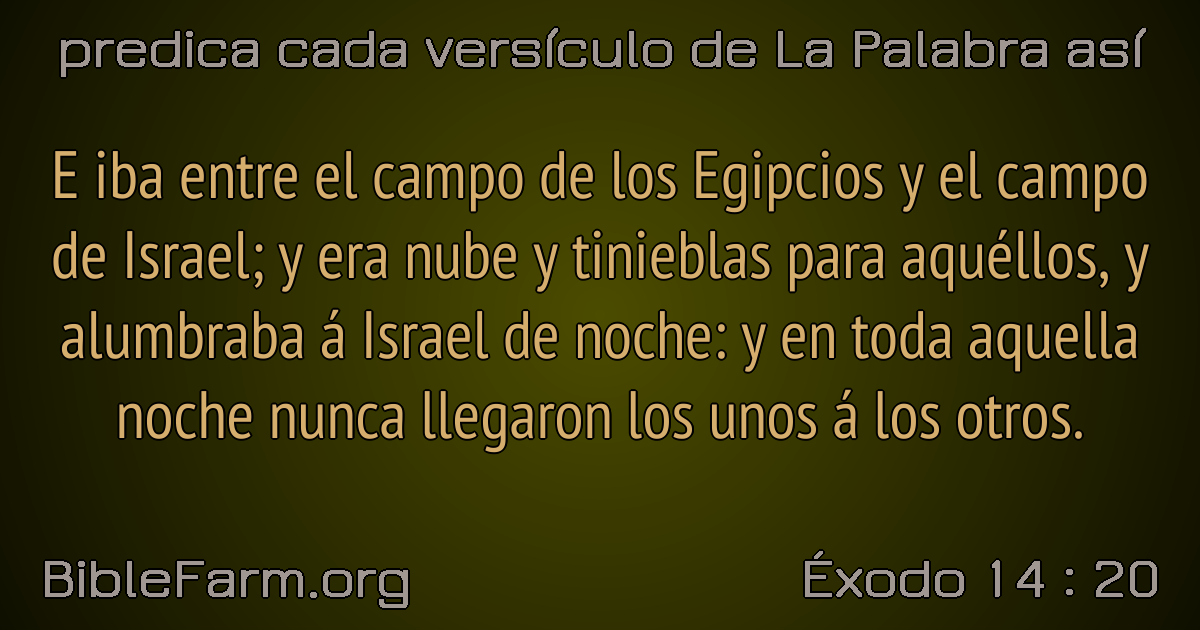 predica cada versículo de La Palabra así
E iba entre el campo de los Egipcios y el campo
de Israel; y era nube y tinieblas para aquéllos, y
alumbraba á Israel de noche: y en toda aquella
noche nunca llegaron los unos á los otros.
BibleFarm.org
Éxodo 14 : 20